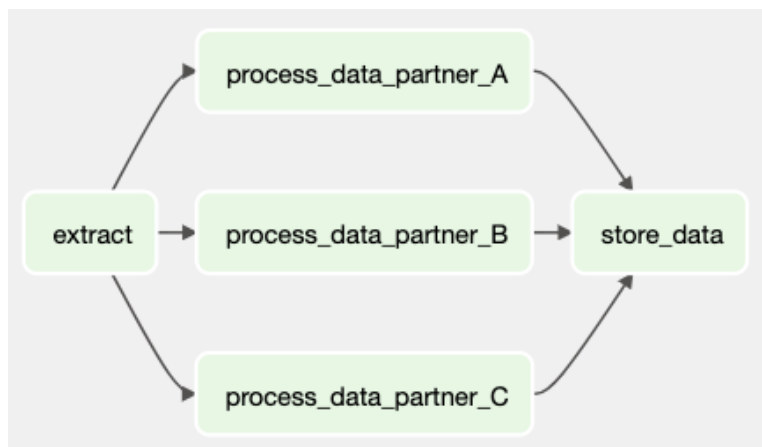 process_data_partner_A
extract
process_data_partner_B
store_data
process_data_partner_C